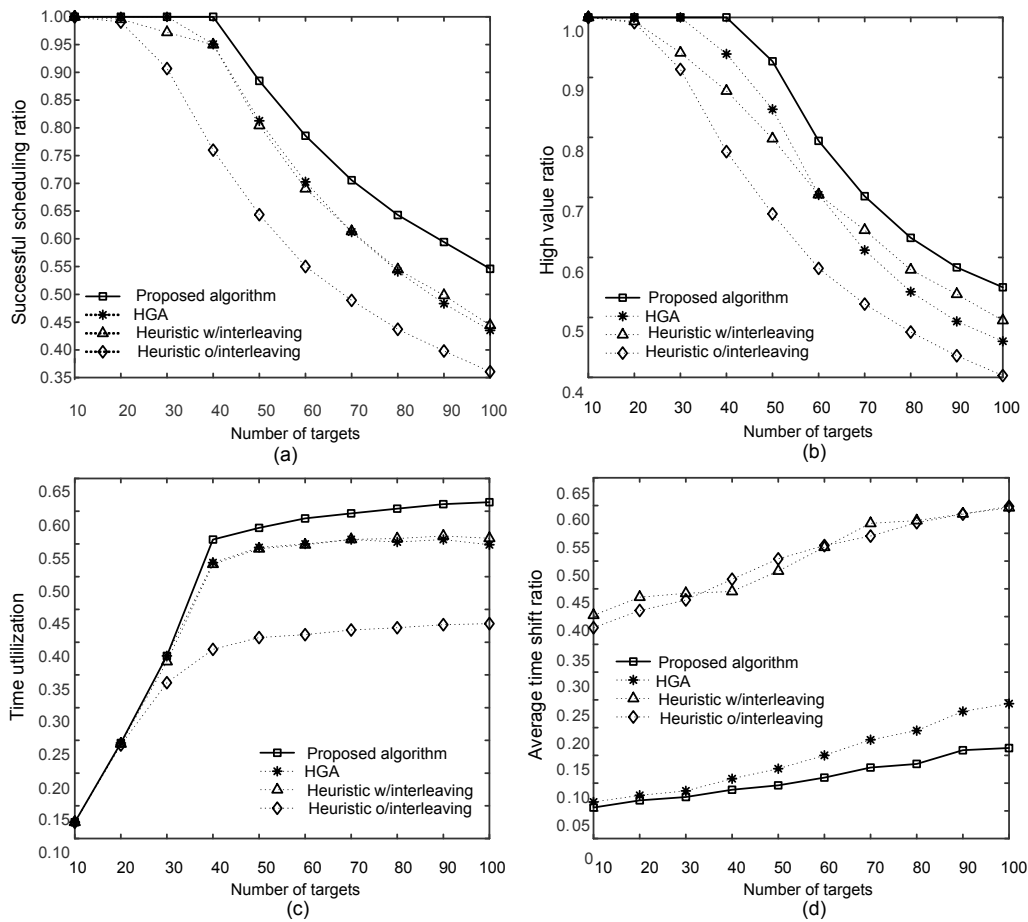 1.00
0.95
0.90
0.85
0.80
0.75
0.70
0.65
0.60
0.55
0.50
0.45
0.40
0.35
Successful scheduling ratio
Proposed algorithm
HGA
Heuristic w/interleaving
Heuristic o/interleaving
10 20 30 40 50 60 70 80 90 100
Number of targets
(a)
1.0
0.9
0.8
0.7
0.6
0.5
0.4
High value ratio
Proposed algorithm
HGA
Heuristic w/interleaving
Heuristic o/interleaving
10 20 30 40 50 60 70 80 90 100
Number of targets
(b)
0.65
0.60
0.55
0.50
0.45
0.40
0.35
0.30
0.25
0.20
0.15
0.10
Time utilization
Proposed algorithm
HGA
Heuristic w/interleaving
Heuristic o/interleaving
10 20 30 40 50 60 70 80 90 100
Number of targets
(c)
0.65
0.60
0.55
0.50
0.45
0.40
0.35
0.30
0.25
0.20
0.15
0.10
0.05
0
Average time shift ratio
Proposed algorithm
HGA
Heuristic w/interleaving
Heuristic o/interleaving
10 20 30 40 50 60 70 80 90 100
Number of targets
(d)